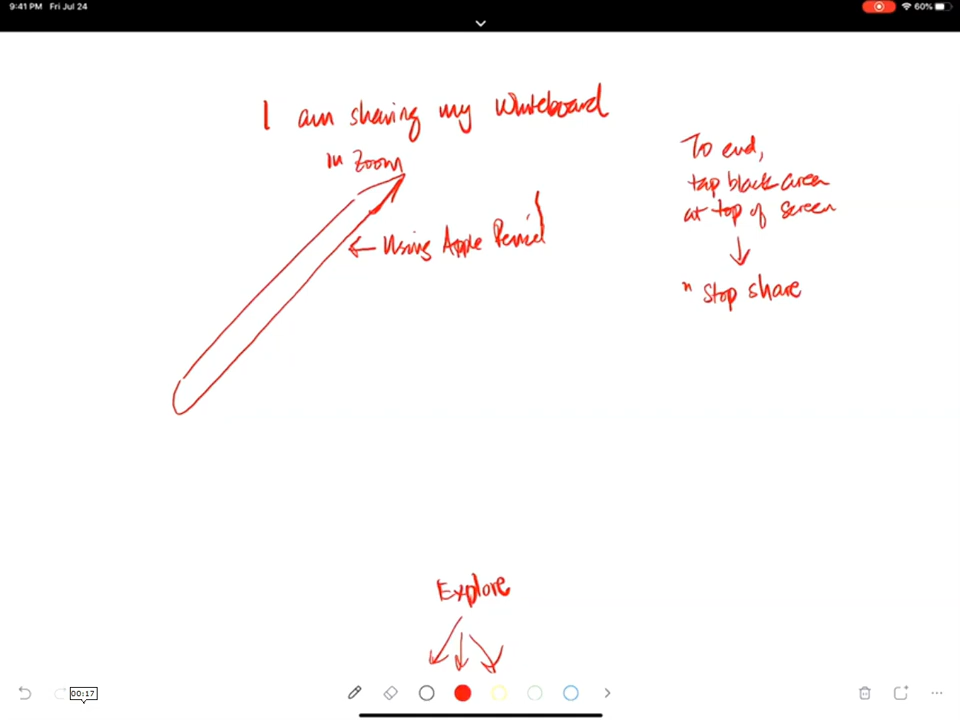 9:41 PM Fri Jul 24
60%
I am sharing my Whiteboard
in Zoom
Using Apple Pencil
To end,
tap black area
at top of screen
" stop share
Explore
00:17